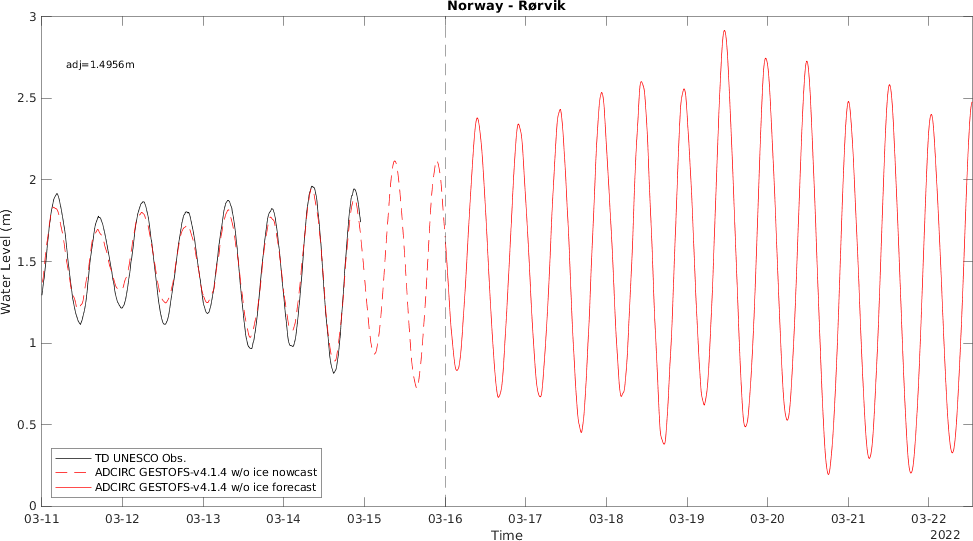 Norway - Rørvik
3
adj=1.4956m
2.5
2
1.5
1
0.5
0
Water Level (m)
TD UNESCO Obs.
ADCIRC GESTOFS-v4.1.4 w/o ice nowcast
ADCIRC GESTOFS-v4.1.4 w/o ice forecast
03-11 03-12 03-13 03-14 03-15 03-16 03-17 03-18 03-19 03-20 03-21 03-22
Time
2022